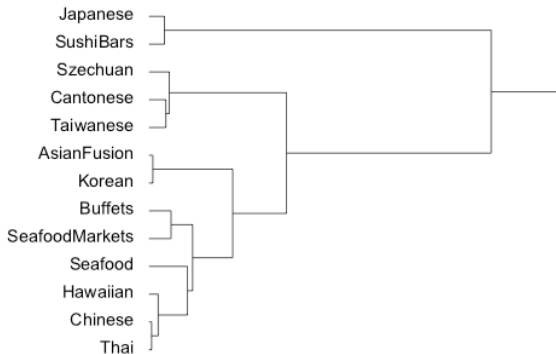 Japanese
SushiBars
Szechuan
Cantonese
Taiwanese
AsianFusion
Korean
Buffets
SeafoodMarkets
Seafood
Hawaiian
Chinese
Thai